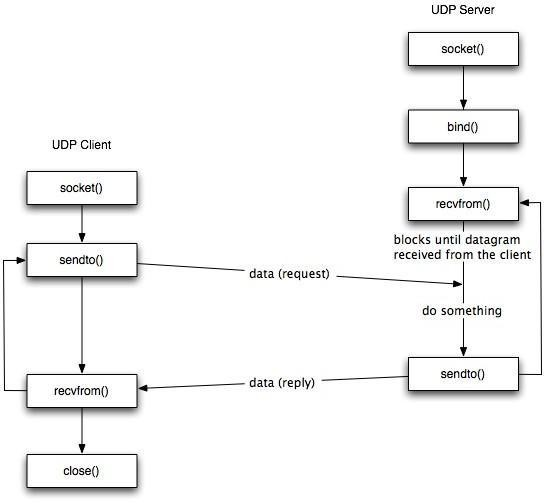 UDP Server
socket()
bind()
UDP Client
socket()
recvfrom()
blocks until datagram
received from the client
sendto()
data (request)
do something
sendto()
data (reply)
recvfrom()
close()